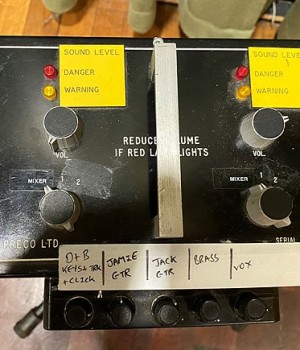 SOUND LEVEL
DANGER
WARNING
SOUND LEVEL
DANGER
WARNING
REDUCE VOLUME
IF RED LA LIGHTS
VOL.
VOL.
MIXER 2
MIXER 1 2
PRECO LTD
SERIAL
D+B
KEYS+TRK
+CLICK
JAMIE
GTR
JACK
GTR
BRASS
VOX